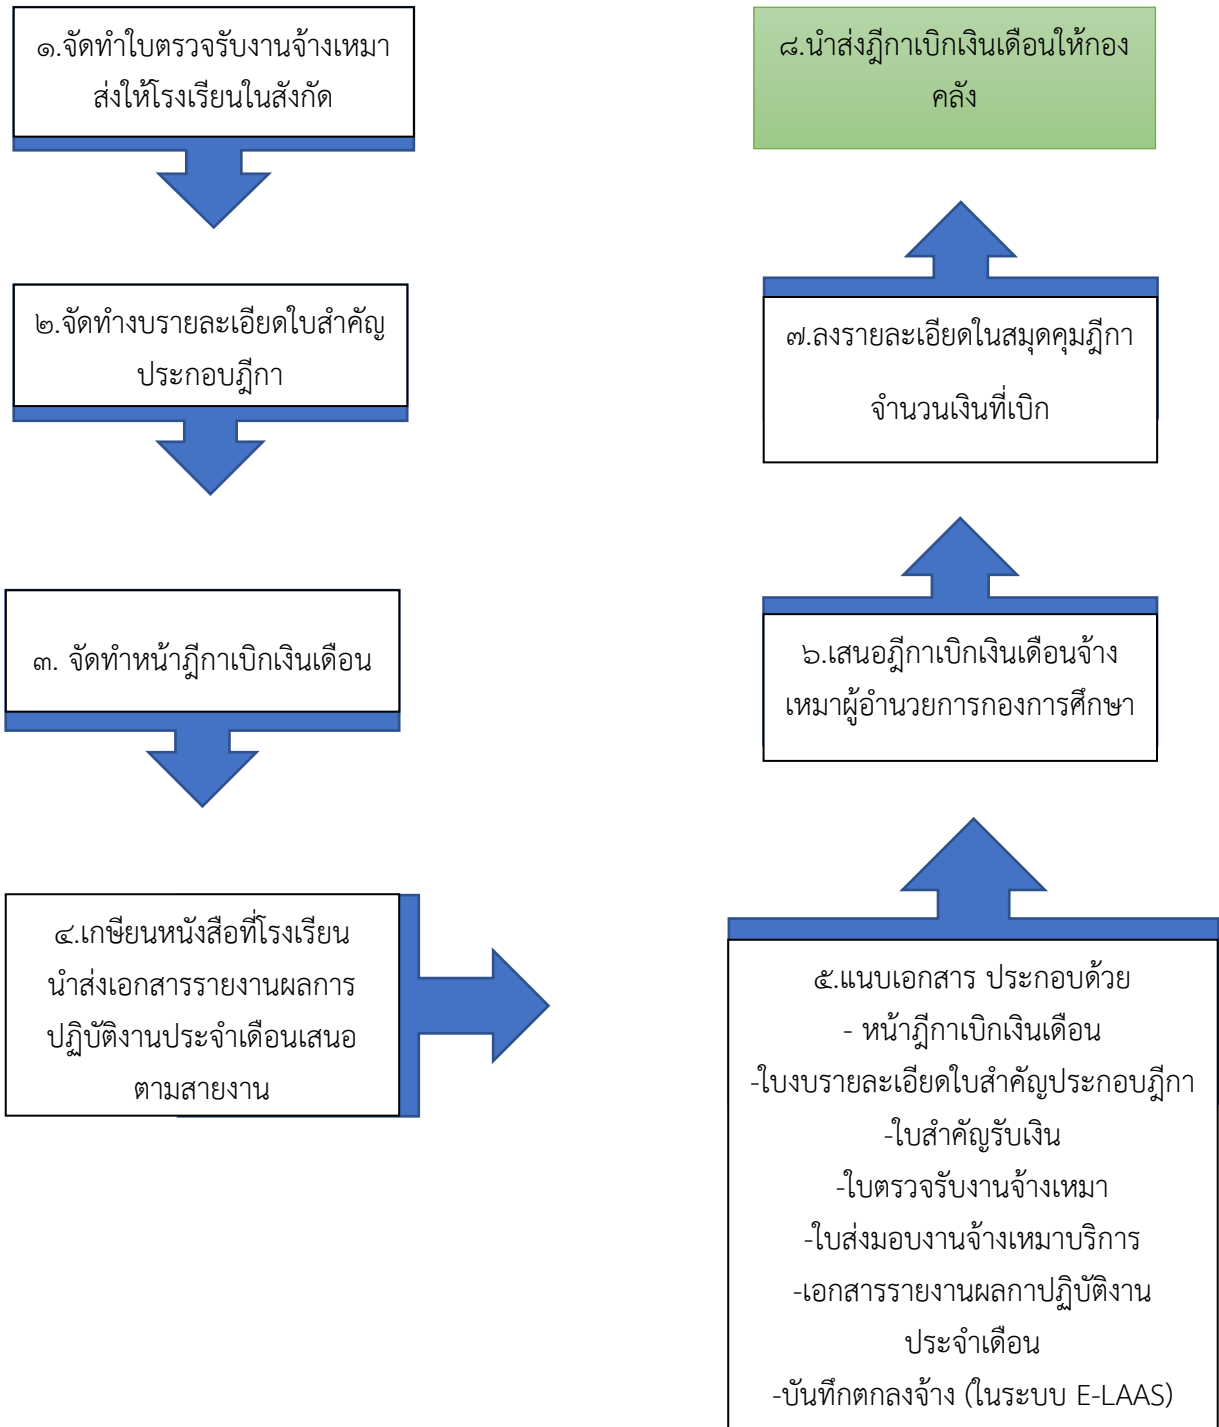 ๑.จัดทำใบตรวจรับงานจ้างเหมา
ส่งให้โรงเรียนในสังกัด
๒.จัดทำงบรายละเอียดใบสำคัญ
ประกอบฎีกา
๓. จัดทำหน้าฎีกาเบิกเงินเดือน
๔.เกษียนหนังสือที่โรงเรียน
นำส่งเอกสารรายงานผลการ
ปฏิบัติงานประจำเดือนเสนอ
ตามสายงาน
๕.แนบเอกสาร ประกอบด้วย
- หน้าฎีกาเบิกเงินเดือน
-ใบงบรายละเอียดใบสำคัญประกอบฎีกา
-ใบสำคัญรับเงิน
-ใบตรวจรับงานจ้างเหมา
-ใบส่งมอบงานจ้างเหมาบริการ
-เอกสารรายงานผลกาปฏิบัติงาน
ประจำเดือน
-บันทึกตกลงจ้าง (ในระบบ E-LAAS)
๖.เสนอฎีกาเบิกเงินเดือนจ้าง
เหมาผู้อำนวยการกองการศึกษา
๗.ลงรายละเอียดในสมุดคุมฎีกา
จำนวนเงินที่เบิก
๘.นำส่งฎีกาเบิกเงินเดือนให้กอง
คลัง